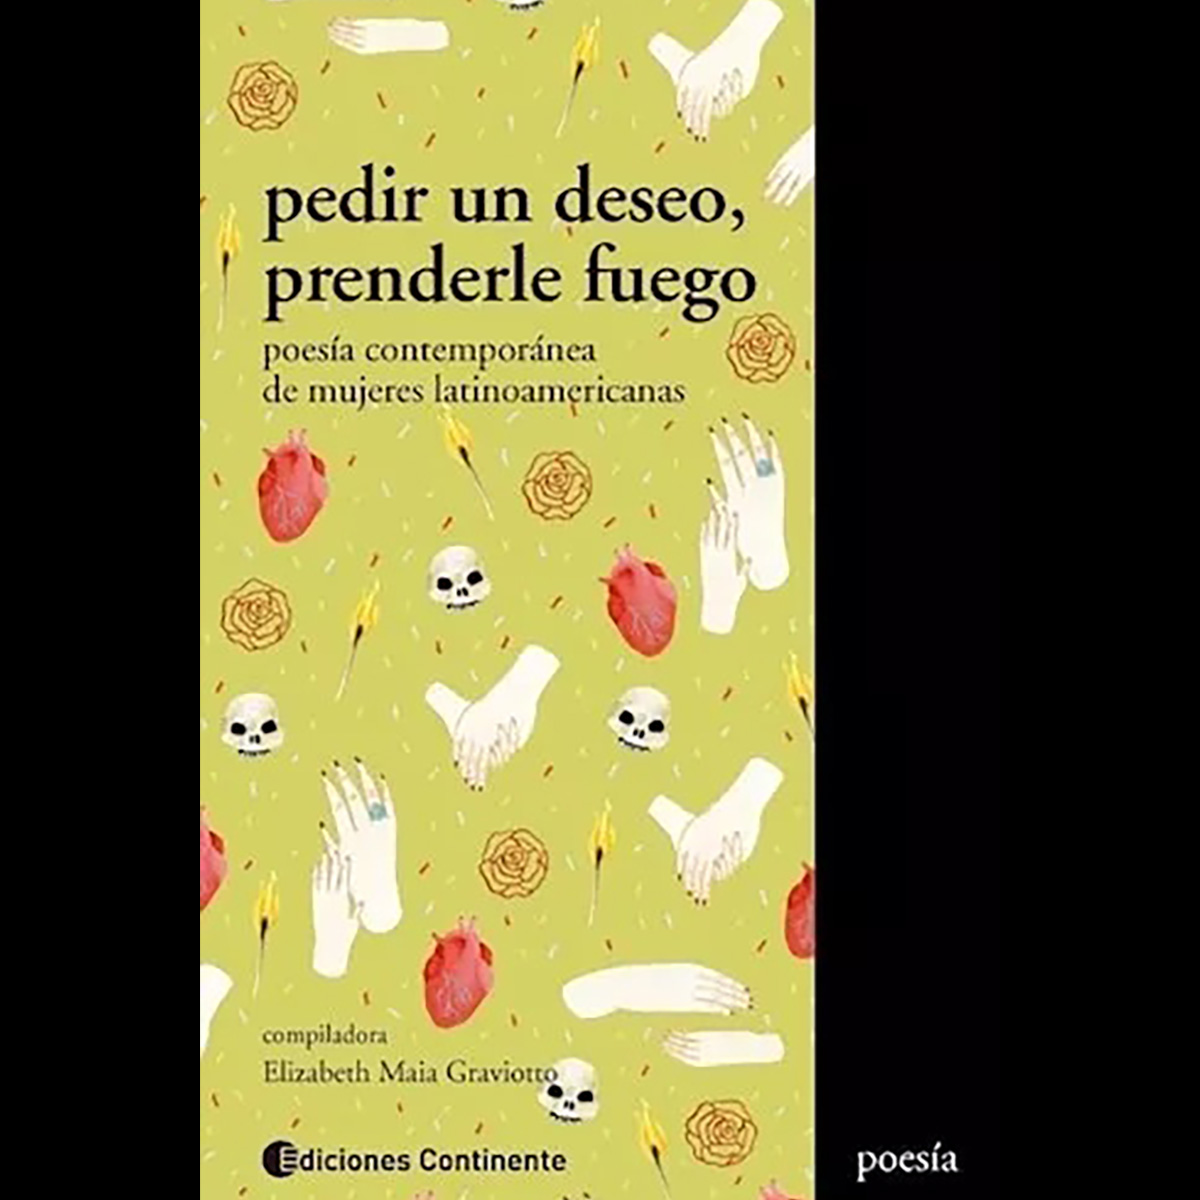 pedir un deseo,
prenderle fuego
poesía contemporánea
de mujeres latinoamericanas
compiladora
Elizabeth Maia Graviotto
Ediciones Continente
poesía